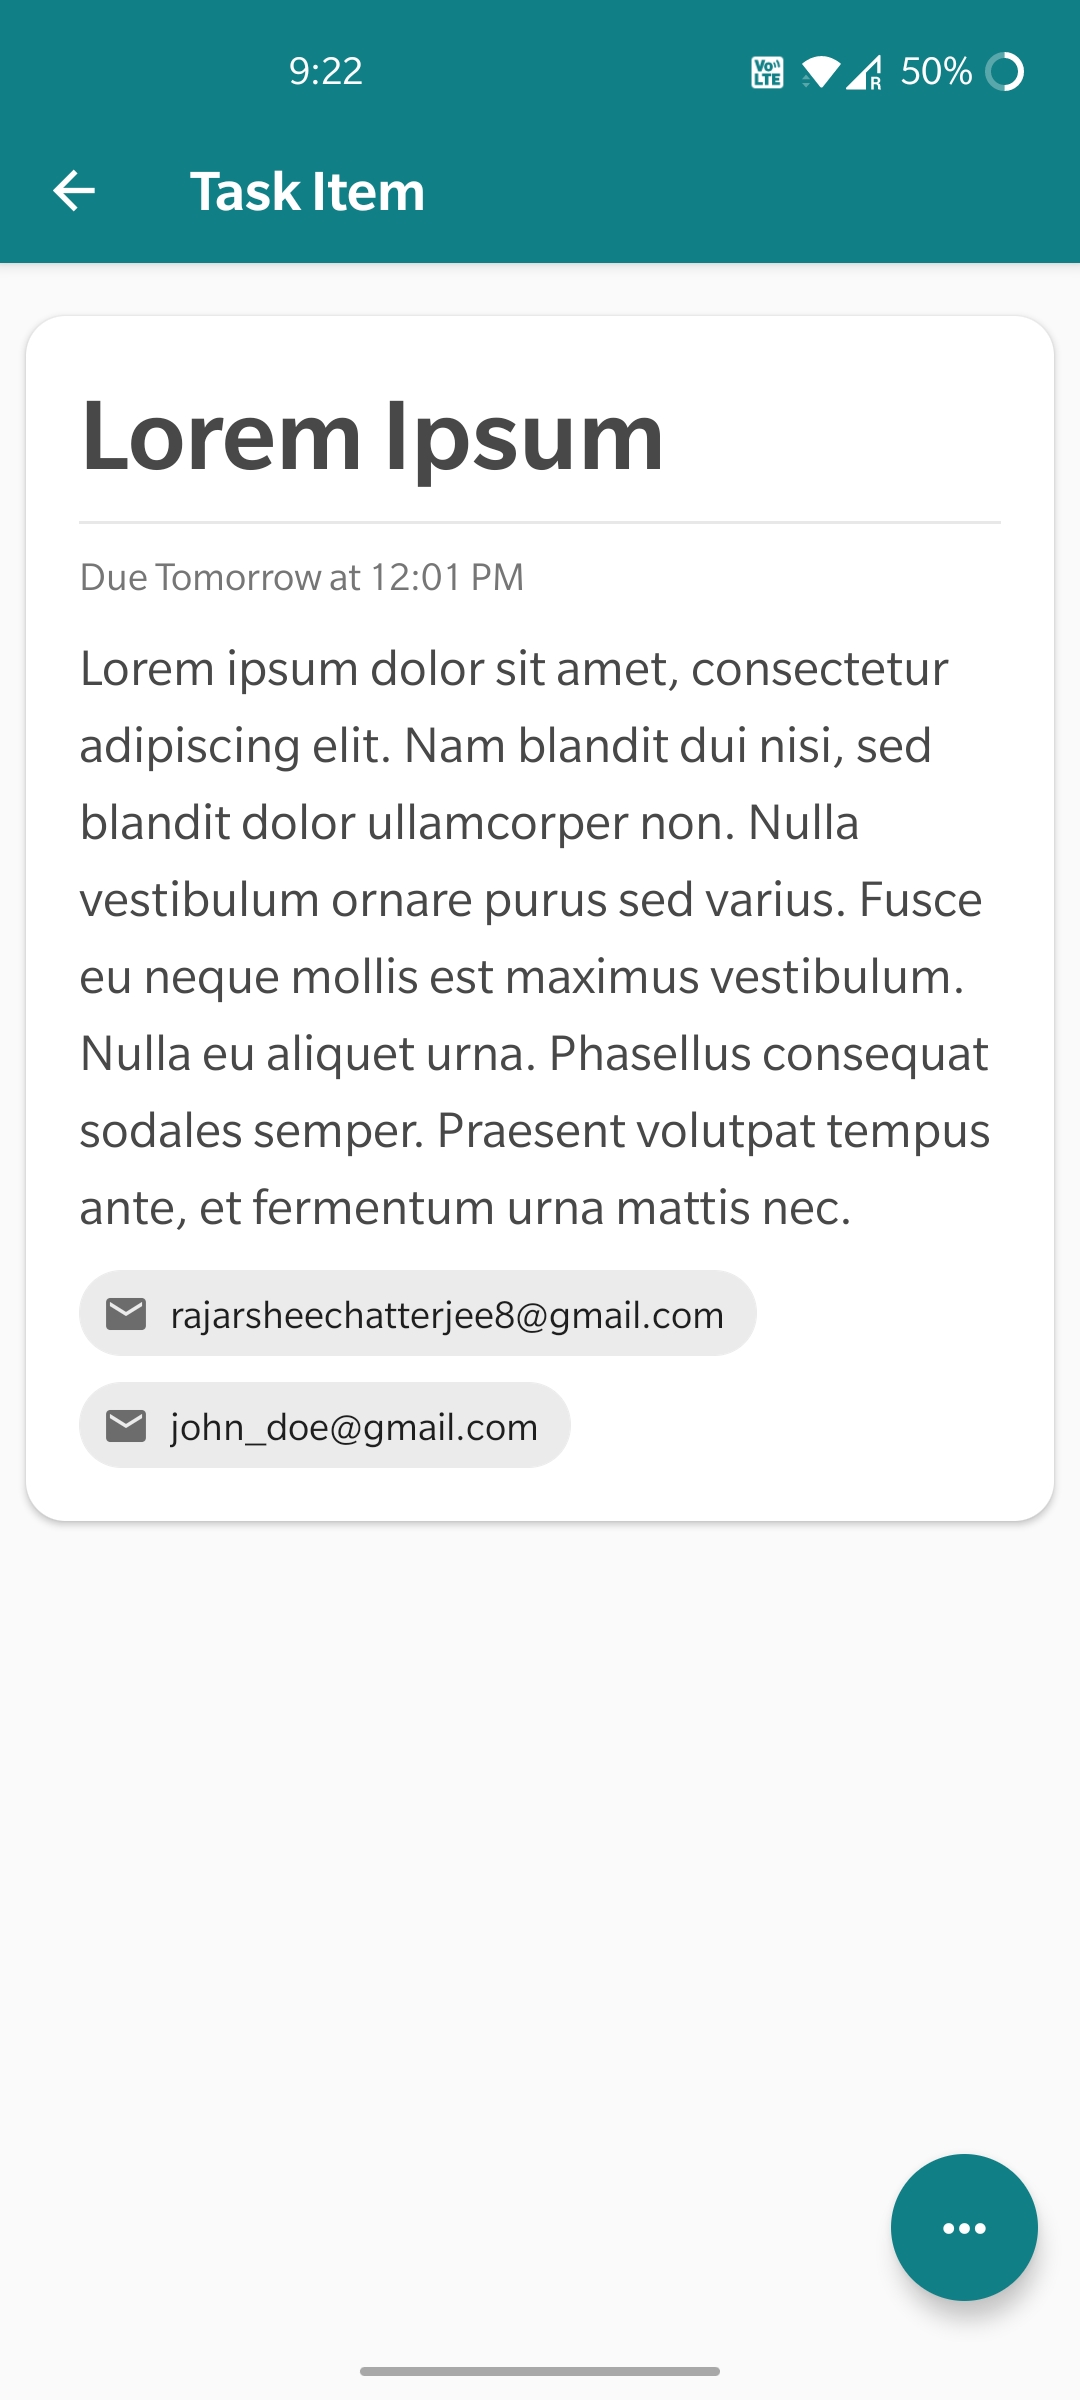 9:22
VoLTE R 50%
Task Item
Lorem Ipsum
Due Tomorrow at 12:01 PM
Lorem ipsum dolor sit amet, consectetur
adipiscing elit. Nam blandit dui nisi, sed
blandit dolor ullamcorper non. Nulla
vestibulum ornare purus sed varius. Fusce
eu neque mollis est maximus vestibulum.
Nulla eu aliquet urna. Phasellus consequat
sodales semper. Praesent volutpat tempus
ante, et fermentum urna mattis nec.
rajarsheechatterjee8@gmail.com
john_doe@gmail.com